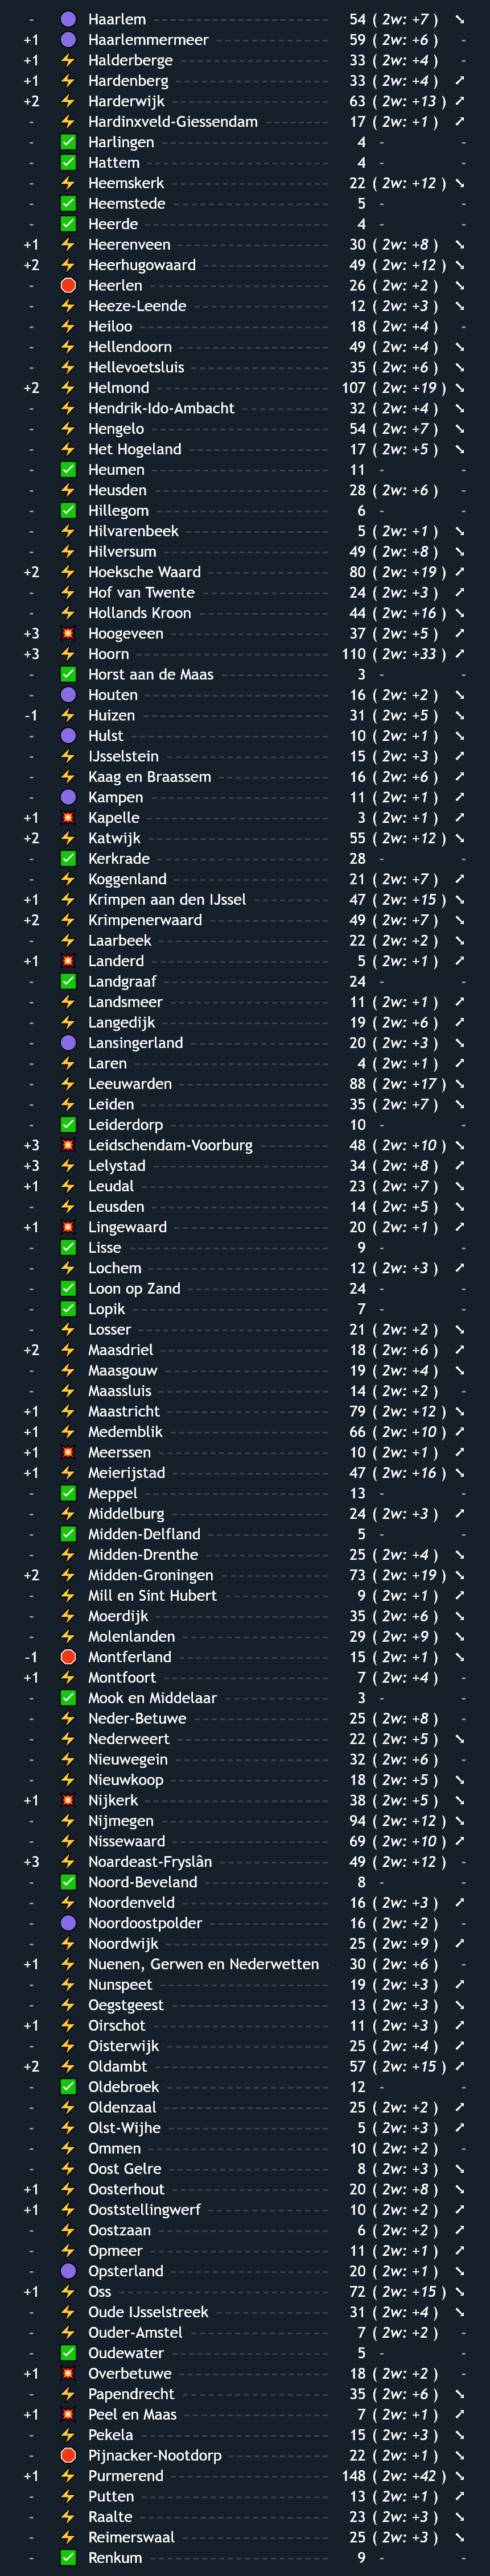 - Haarlem 54 ( 2w: +7 ) ↘
+1 Haarlemmermeer 59 ( 2w: +6 ) -
+1 Halderberge 33 ( 2w: +4 ) -
+1 Hardenberg 33 ( 2w: +4 ) ↗
+2 Harderwijk 63 ( 2w: +13 ) ↗
- Hardinxveld-Giessendam 17 ( 2w: +1 ) ↗
- Harlingen 4 - -
- Hattem 4 - -
- Heemskerk 22 ( 2w: +12 ) ↘
- Heemstede 5 - -
- Heerde 4 - -
+1 Heerenveen 30 ( 2w: +8 ) ↘
+2 Heerhugowaard 49 ( 2w: +12 ) ↘
- Heerlen 26 ( 2w: +2 ) ↘
- Heeze-Leende 12 ( 2w: +3 ) ↘
- Heiloo 18 ( 2w: +4 ) -
- Hellendoorn 49 ( 2w: +4 ) ↘
- Hellevoetsluis 35 ( 2w: +6 ) ↘
+2 Helmond 107 ( 2w: +19 ) ↘
- Hendrik-Ido-Ambacht 32 ( 2w: +4 ) ↘
- Hengelo 54 ( 2w: +7 ) ↘
- Het Hogeland 17 ( 2w: +5 ) ↘
- Heumen 11 - -
- Heusden 28 ( 2w: +6 ) -
- Hillegom 6 - -
- Hilvarenbeek 5 ( 2w: +1 ) ↘
- Hilversum 49 ( 2w: +8 ) ↘
+2 Hoeksche Waard 80 ( 2w: +19 ) ↗
- Hof van Twente 24 ( 2w: +3 ) ↗
- Hollands Kroon 44 ( 2w: +16 ) ↘
+3 Hoogeveen 37 ( 2w: +5 ) ↗
+3 Hoorn 110 ( 2w: +33 ) ↗
- Horst aan de Maas 3 - -
- Houten 16 ( 2w: +2 ) ↘
-1 Huizen 31 ( 2w: +5 ) ↘
- Hulst 10 ( 2w: +1 ) ↘
- IJsselstein 15 ( 2w: +3 ) ↗
- Kaag en Braassem 16 ( 2w: +6 ) ↗
- Kampen 11 ( 2w: +1 ) ↗
+1 Kapelle 3 ( 2w: +1 ) ↗
+2 Katwijk 55 ( 2w: +12 ) ↘
- Kerkrade 28 - -
- Koggenland 21 ( 2w: +7 ) ↗
+1 Krimpen aan den IJssel 47 ( 2w: +15 ) ↘
+2 Krimpenerwaard 49 ( 2w: +7 ) ↘
- Laarbeek 22 ( 2w: +2 ) ↘
+1 Landerd 5 ( 2w: +1 ) ↗
- Landgraaf 24 - -
- Landsmeer 11 ( 2w: +1 ) ↗
- Langedijk 19 ( 2w: +6 ) ↗
- Lansingerland 20 ( 2w: +3 ) ↘
- Laren 4 ( 2w: +1 ) ↗
- Leeuwarden 88 ( 2w: +17 ) ↘
- Leiden 35 ( 2w: +7 ) ↘
- Leiderdorp 10 - -
+3 Leidschendam-Voorburg 48 ( 2w: +10 ) ↘
+3 Lelystad 34 ( 2w: +8 ) ↗
+1 Leudal 23 ( 2w: +7 ) ↘
- Leusden 14 ( 2w: +5 ) ↘
+1 Lingewaard 20 ( 2w: +1 ) ↗
- Lisse 9 - -
- Lochem 12 ( 2w: +3 ) ↗
- Loon op Zand 24 - -
- Lopik 7 - -
- Losser 21 ( 2w: +2 ) ↘
+2 Maasdriel 18 ( 2w: +6 ) ↗
- Maasgouw 19 ( 2w: +4 ) ↘
- Maassluis 14 ( 2w: +2 ) -
+1 Maastricht 79 ( 2w: +12 ) ↘
+1 Medemblik 66 ( 2w: +10 ) ↗
+1 Meerssen 10 ( 2w: +1 ) ↗
+1 Meierijstad 47 ( 2w: +16 ) ↘
- Meppel 13 - -
- Middelburg 24 ( 2w: +3 ) ↗
- Midden-Delfland 5 - -
- Midden-Drenthe 25 ( 2w: +4 ) ↘
+2 Midden-Groningen 73 ( 2w: +19 ) ↘
- Mill en Sint Hubert 9 ( 2w: +1 ) ↗
- Moerdijk 35 ( 2w: +6 ) ↘
- Molenlanden 29 ( 2w: +9 ) ↘
-1 Montferland 15 ( 2w: +1 ) ↘
+1 Montfoort 7 ( 2w: +4 ) -
- Mook en Middelaar 3 - -
- Neder-Betuwe 25 ( 2w: +8 ) -
- Nederweert 22 ( 2w: +5 ) ↘
- Nieuwegein 32 ( 2w: +6 ) -
- Nieuwkoop 18 ( 2w: +5 ) ↘
+1 Nijkerk 38 ( 2w: +5 ) ↘
- Nijmegen 94 ( 2w: +12 ) ↘
- Nissewaard 69 ( 2w: +10 ) ↗
+3 Noardeast-Fryslân 49 ( 2w: +12 ) -
- Noord-Beveland 8 - -
- Noordenveld 16 ( 2w: +3 ) ↗
- Noordoostpolder 16 ( 2w: +2 ) -
- Noordwijk 25 ( 2w: +9 ) ↗
+1 Nuenen, Gerwen en Nederwetten 30 ( 2w: +6 ) -
- Nunspeet 19 ( 2w: +3 ) ↗
- Oegstgeest 13 ( 2w: +3 ) ↘
+1 Oirschot 11 ( 2w: +3 ) ↗
- Oisterwijk 25 ( 2w: +4 ) ↗
+2 Oldambt 57 ( 2w: +15 ) ↗
- Oldebroek 12 - -
- Oldenzaal 25 ( 2w: +2 ) ↗
- Olst-Wijhe 5 ( 2w: +3 ) ↗
- Ommen 10 ( 2w: +2 ) -
- Oost Gelre 8 ( 2w: +3 ) ↘
+1 Oosterhout 20 ( 2w: +8 ) ↘
+1 Ooststellingwerf 10 ( 2w: +2 ) ↗
- Oostzaan 6 ( 2w: +2 ) ↗
- Opmeer 11 ( 2w: +1 ) ↗
- Opsterland 20 ( 2w: +1 ) ↘
+1 Oss 72 ( 2w: +15 ) ↘
- Oude IJsselstreek 31 ( 2w: +4 ) ↘
- Ouder-Amstel 7 ( 2w: +2 ) -
- Oudewater 5 - -
+1 Overbetuwe 18 ( 2w: +2 ) -
- Papendrecht 35 ( 2w: +6 ) ↘
+1 Peel en Maas 7 ( 2w: +1 ) ↗
- Pekela 15 ( 2w: +3 ) ↘
- Pijnacker-Nootdorp 22 ( 2w: +1 ) ↘
+1 Purmerend 148 ( 2w: +42 ) ↘
- Putten 13 ( 2w: +1 ) ↗
- Raalte 23 ( 2w: +3 ) ↘
- Reimerswaal 25 ( 2w: +3 ) ↘
- Renkum 9 - -